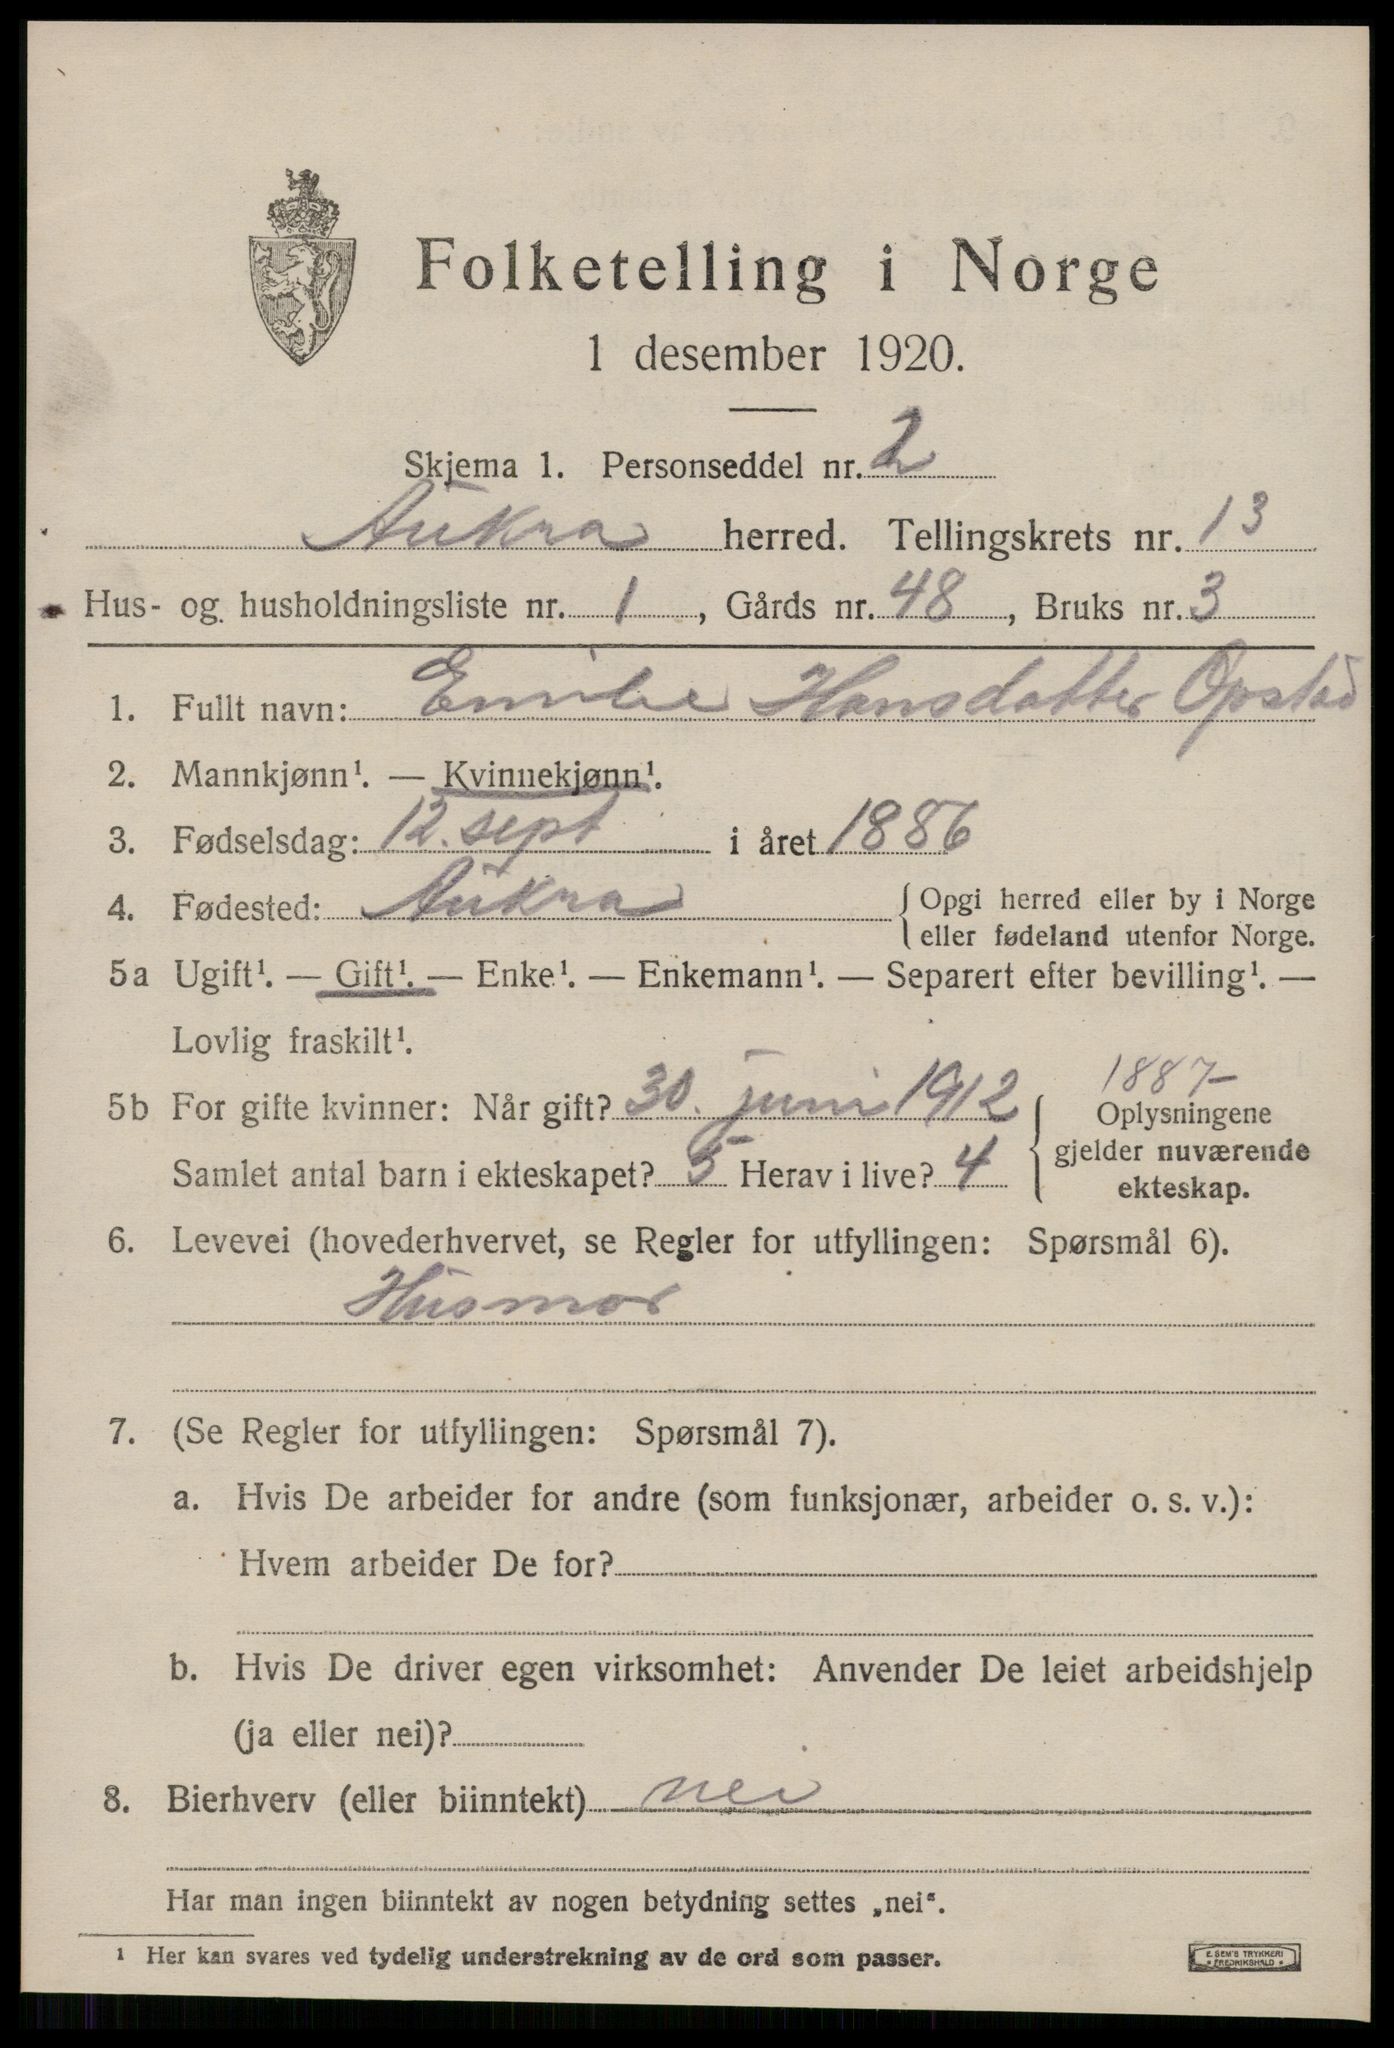 Folketelling i Norge
1 desember 1920.
Skjema 1. Personseddel nr. 2
Aukra herred. Tellingskrets nr. 13
Hus- og husholdningsliste nr. 1, Gårds nr. 48, Bruks nr. 3
1. Fullt navn: Emilie Hansdatter Opstad
2. Mannkjønn¹. — Kvinnekjønn¹.
3. Fødselsdag: 12. sept i året 1886
4. Fødested: Aukra { Opgi herred eller by i Norge
eller fødeland utenfor Norge.
5a Ugift¹. — Gift¹. — Enke¹. — Enkemann¹. — Separert efter bevilling¹. —
Lovlig fraskilt¹.
1887
5b For gifte kvinner: Når gift? 30. juni 1912 { Oplysningene
gjelder nuværende
Samlet antal barn i ekteskapet? 5 Herav i live? 4 ekteskap.
6. Levevei (hovederhvervet, se Regler for utfyllingen: Spørsmål 6).
Husmor
7. (Se Regler for utfyllingen: Spørsmål 7).
a. Hvis De arbeider for andre (som funksjonær, arbeider o. s. v.):
Hvem arbeider De for?
b. Hvis De driver egen virksomhet: Anvender De leiet arbeidshjelp
(ja eller nei)?
8. Bierhverv (eller biinntekt) nei
Har man ingen biinntekt av nogen betydning settes „nei“.
¹ Her kan svares ved tydelig understrekning av de ord som passer.
E. SEM'S TRYKKERI
FREDRIKSHALD